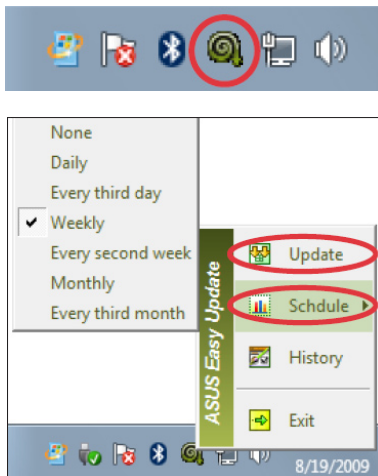 None
Daily
Every third day
Weekly
Every second week
Monthly
Every third month
ASUS Easy Update
Update
Schdule
History
Exit
8/19/2009